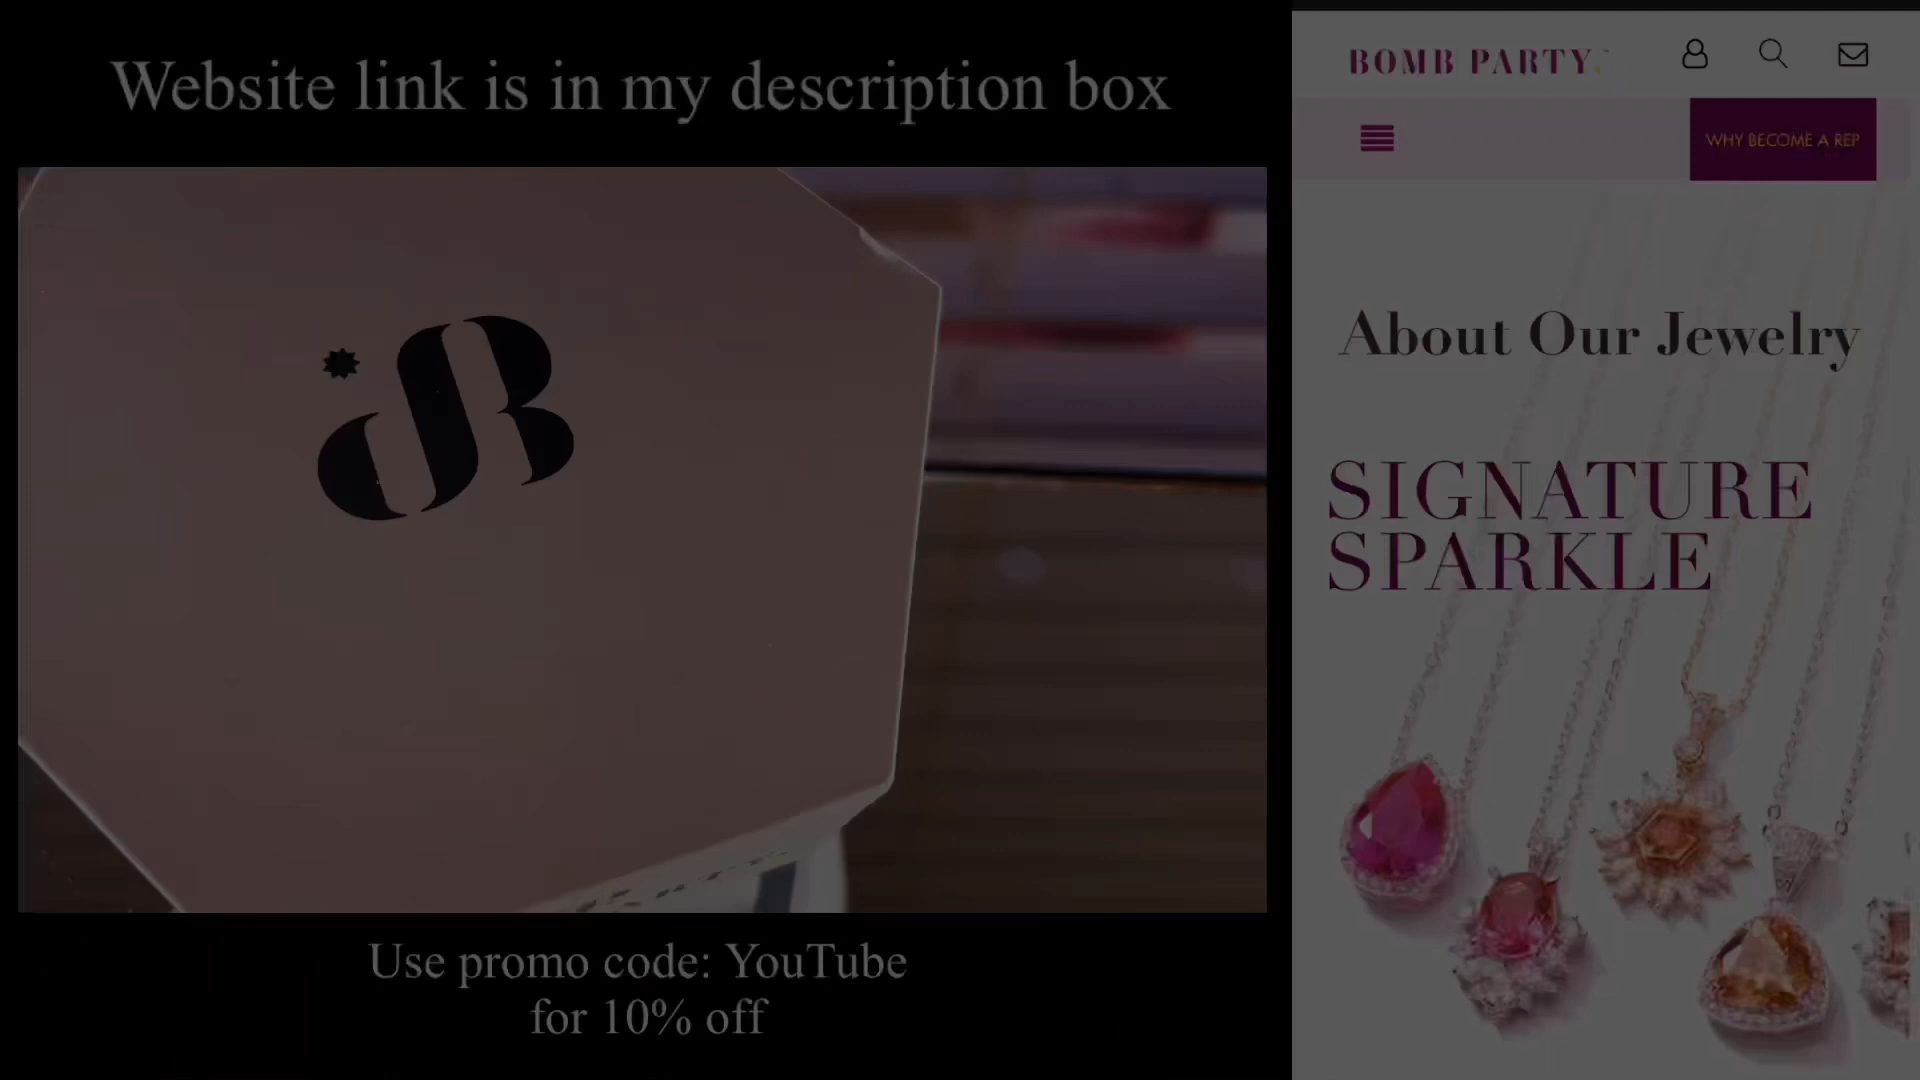 Website link is in my description box
Use promo code: YouTube
for 10% off
BOMB PARTY.
WHY BECOME A REP
About Our Jewelry
SIGNATURE
SPARKLE